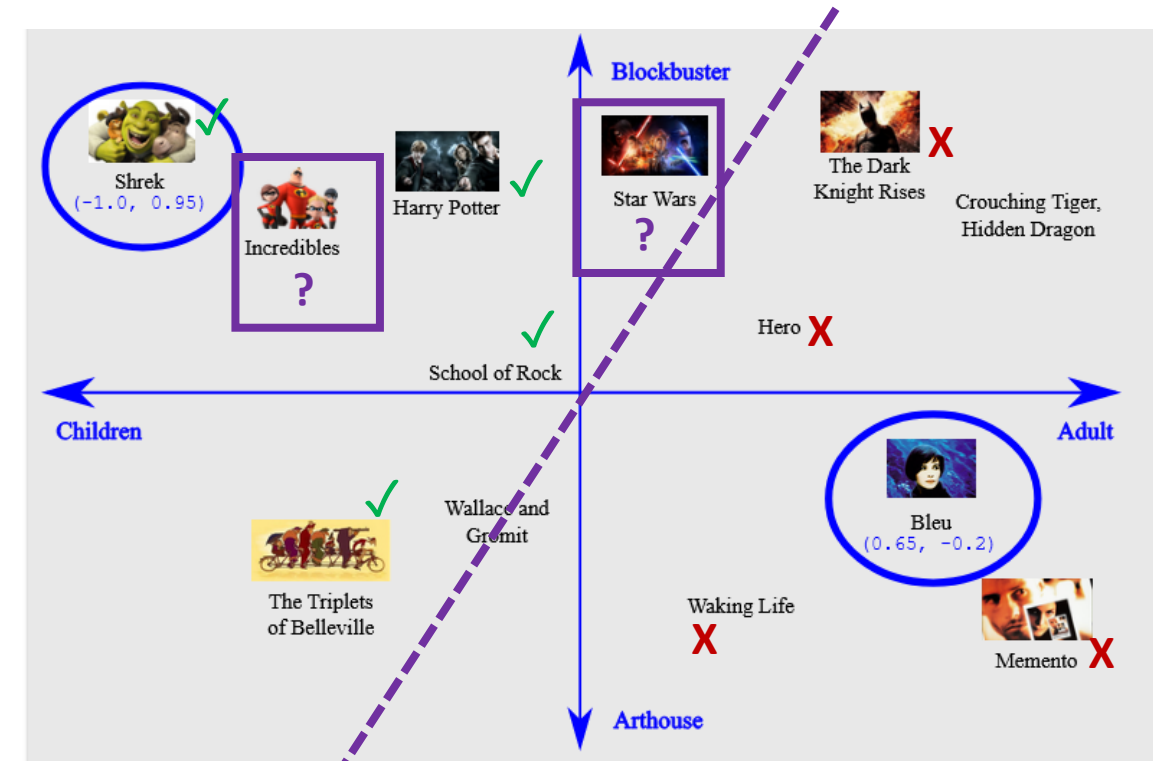 Blockbuster
Shrek
(-1.0, 0.95)
Incredibles
?
Harry Potter
Star Wars
?
The Dark
Knight Rises
X
Crouching Tiger,
Hidden Dragon
School of Rock
Hero X
Children
Adult
The Triplets
of Belleville
Wallace and
Gromit
Bleu
(0.65, -0.2)
Waking Life
X
Memento X
Arthouse